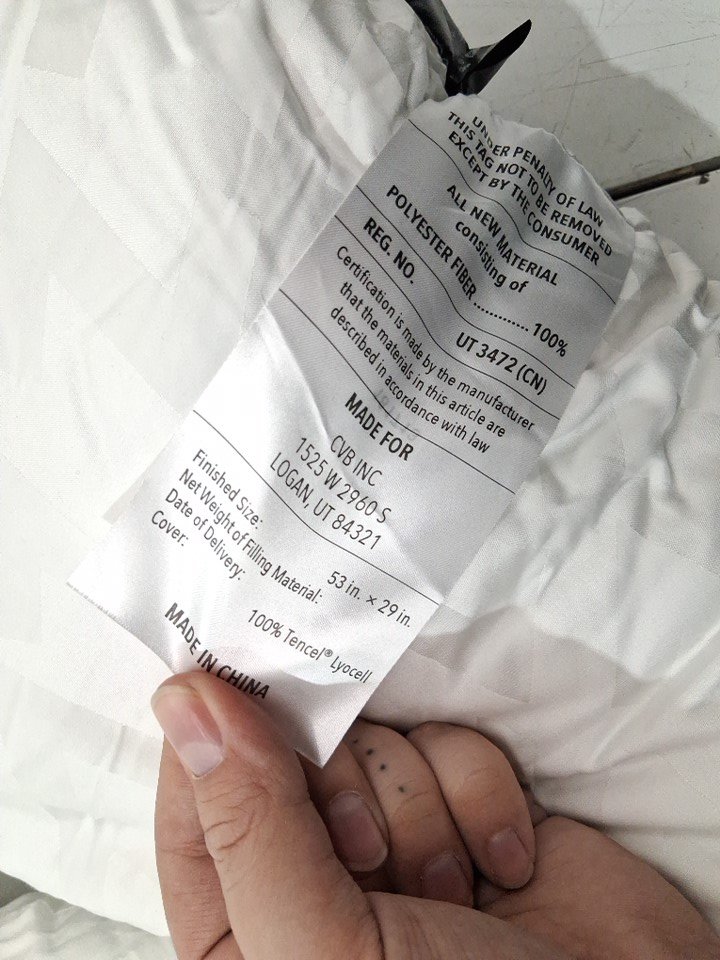 UNDER PENALTY OF LAW
THIS TAG NOT TO BE REMOVED
EXCEPT BY THE CONSUMER
ALL NEW MATERIAL
consisting of
POLYESTER FIBER ............ 100%
REG. NO. UT 3472 (CN)
Certification is made by the manufacturer
that the materials in this article are
described in accordance with law
MADE FOR
CVB INC
1525 W 2960 S
LOGAN, UT 84321
Finished Size: 53 in. × 29 in.
Net Weight of Filling Material:
Date of Delivery:
Cover: 100% Tencel® Lyocell
MADE IN CHINA